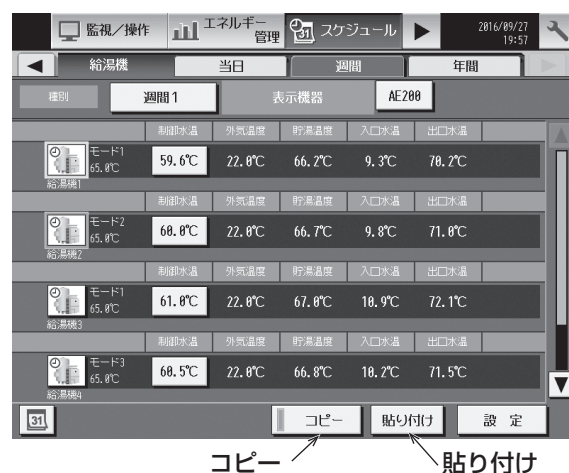 監視／操作 エネルギー管理 スケジュール 2016/09/27 19:57
給湯機 当日 週間 年間
種別 週間1 表示機器 AE200
制御水温 外気温度 貯湯温度 入口水温 出口水温
モード1 65.0℃ 59.6℃ 22.0℃ 66.2℃ 9.3℃ 70.2℃
給湯機1
制御水温 外気温度 貯湯温度 入口水温 出口水温
モード2 65.0℃ 60.0℃ 22.0℃ 66.7℃ 9.8℃ 71.0℃
給湯機2
制御水温 外気温度 貯湯温度 入口水温 出口水温
モード1 65.0℃ 61.0℃ 22.0℃ 67.0℃ 10.9℃ 72.1℃
給湯機3
制御水温 外気温度 貯湯温度 入口水温 出口水温
モード3 65.0℃ 60.5℃ 22.0℃ 66.8℃ 10.2℃ 71.5℃
給湯機4
31 コピー 貼り付け 設 定
コピー 貼り付け